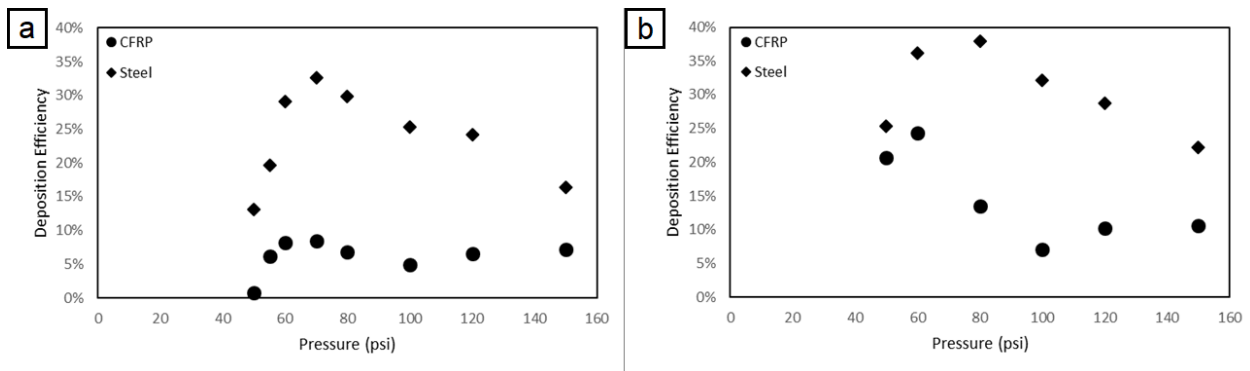 a
40%
35%
30%
25%
20%
15%
10%
5%
0%
Deposition Efficiency
CFRP
Steel
0 20 40 60 80 100 120 140 160
Pressure (psi)
b
40%
35%
30%
25%
20%
15%
10%
5%
0%
Deposition Efficiency
CFRP
Steel
0 20 40 60 80 100 120 140 160
Pressure (psi)